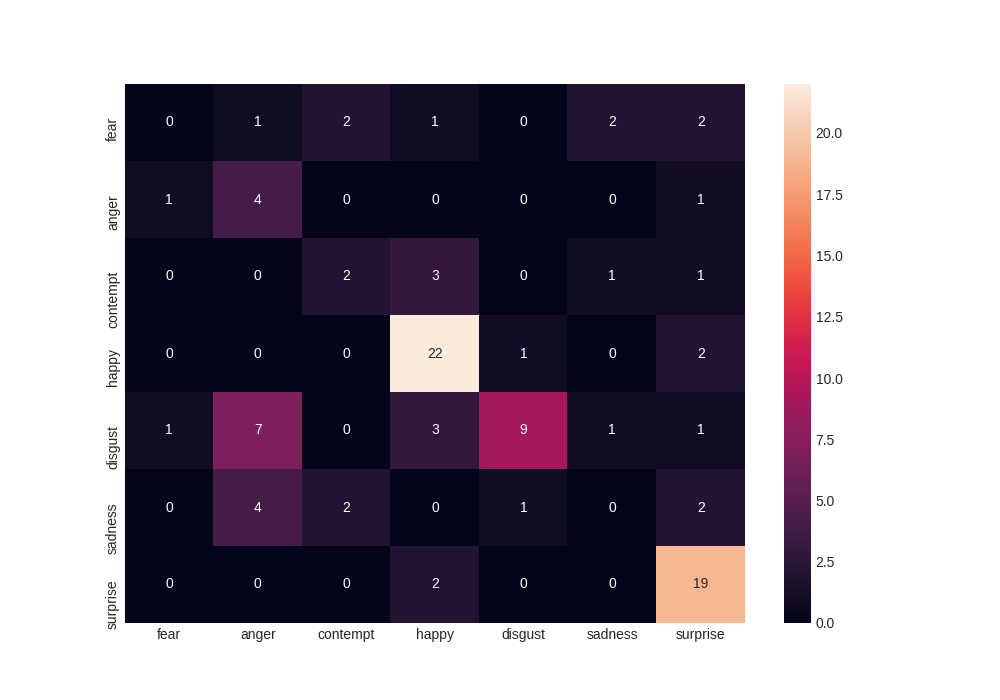 fear 0 1 2 1 0 2 2
anger 1 4 0 0 0 0 1
contempt 0 0 2 3 0 1 1
happy 0 0 0 22 1 0 2
disgust 1 7 0 3 9 1 1
sadness 0 4 2 0 1 0 2
surprise 0 0 0 2 0 0 19
fear anger contempt happy disgust sadness surprise
20.0
17.5
15.0
12.5
10.0
7.5
5.0
2.5
0.0